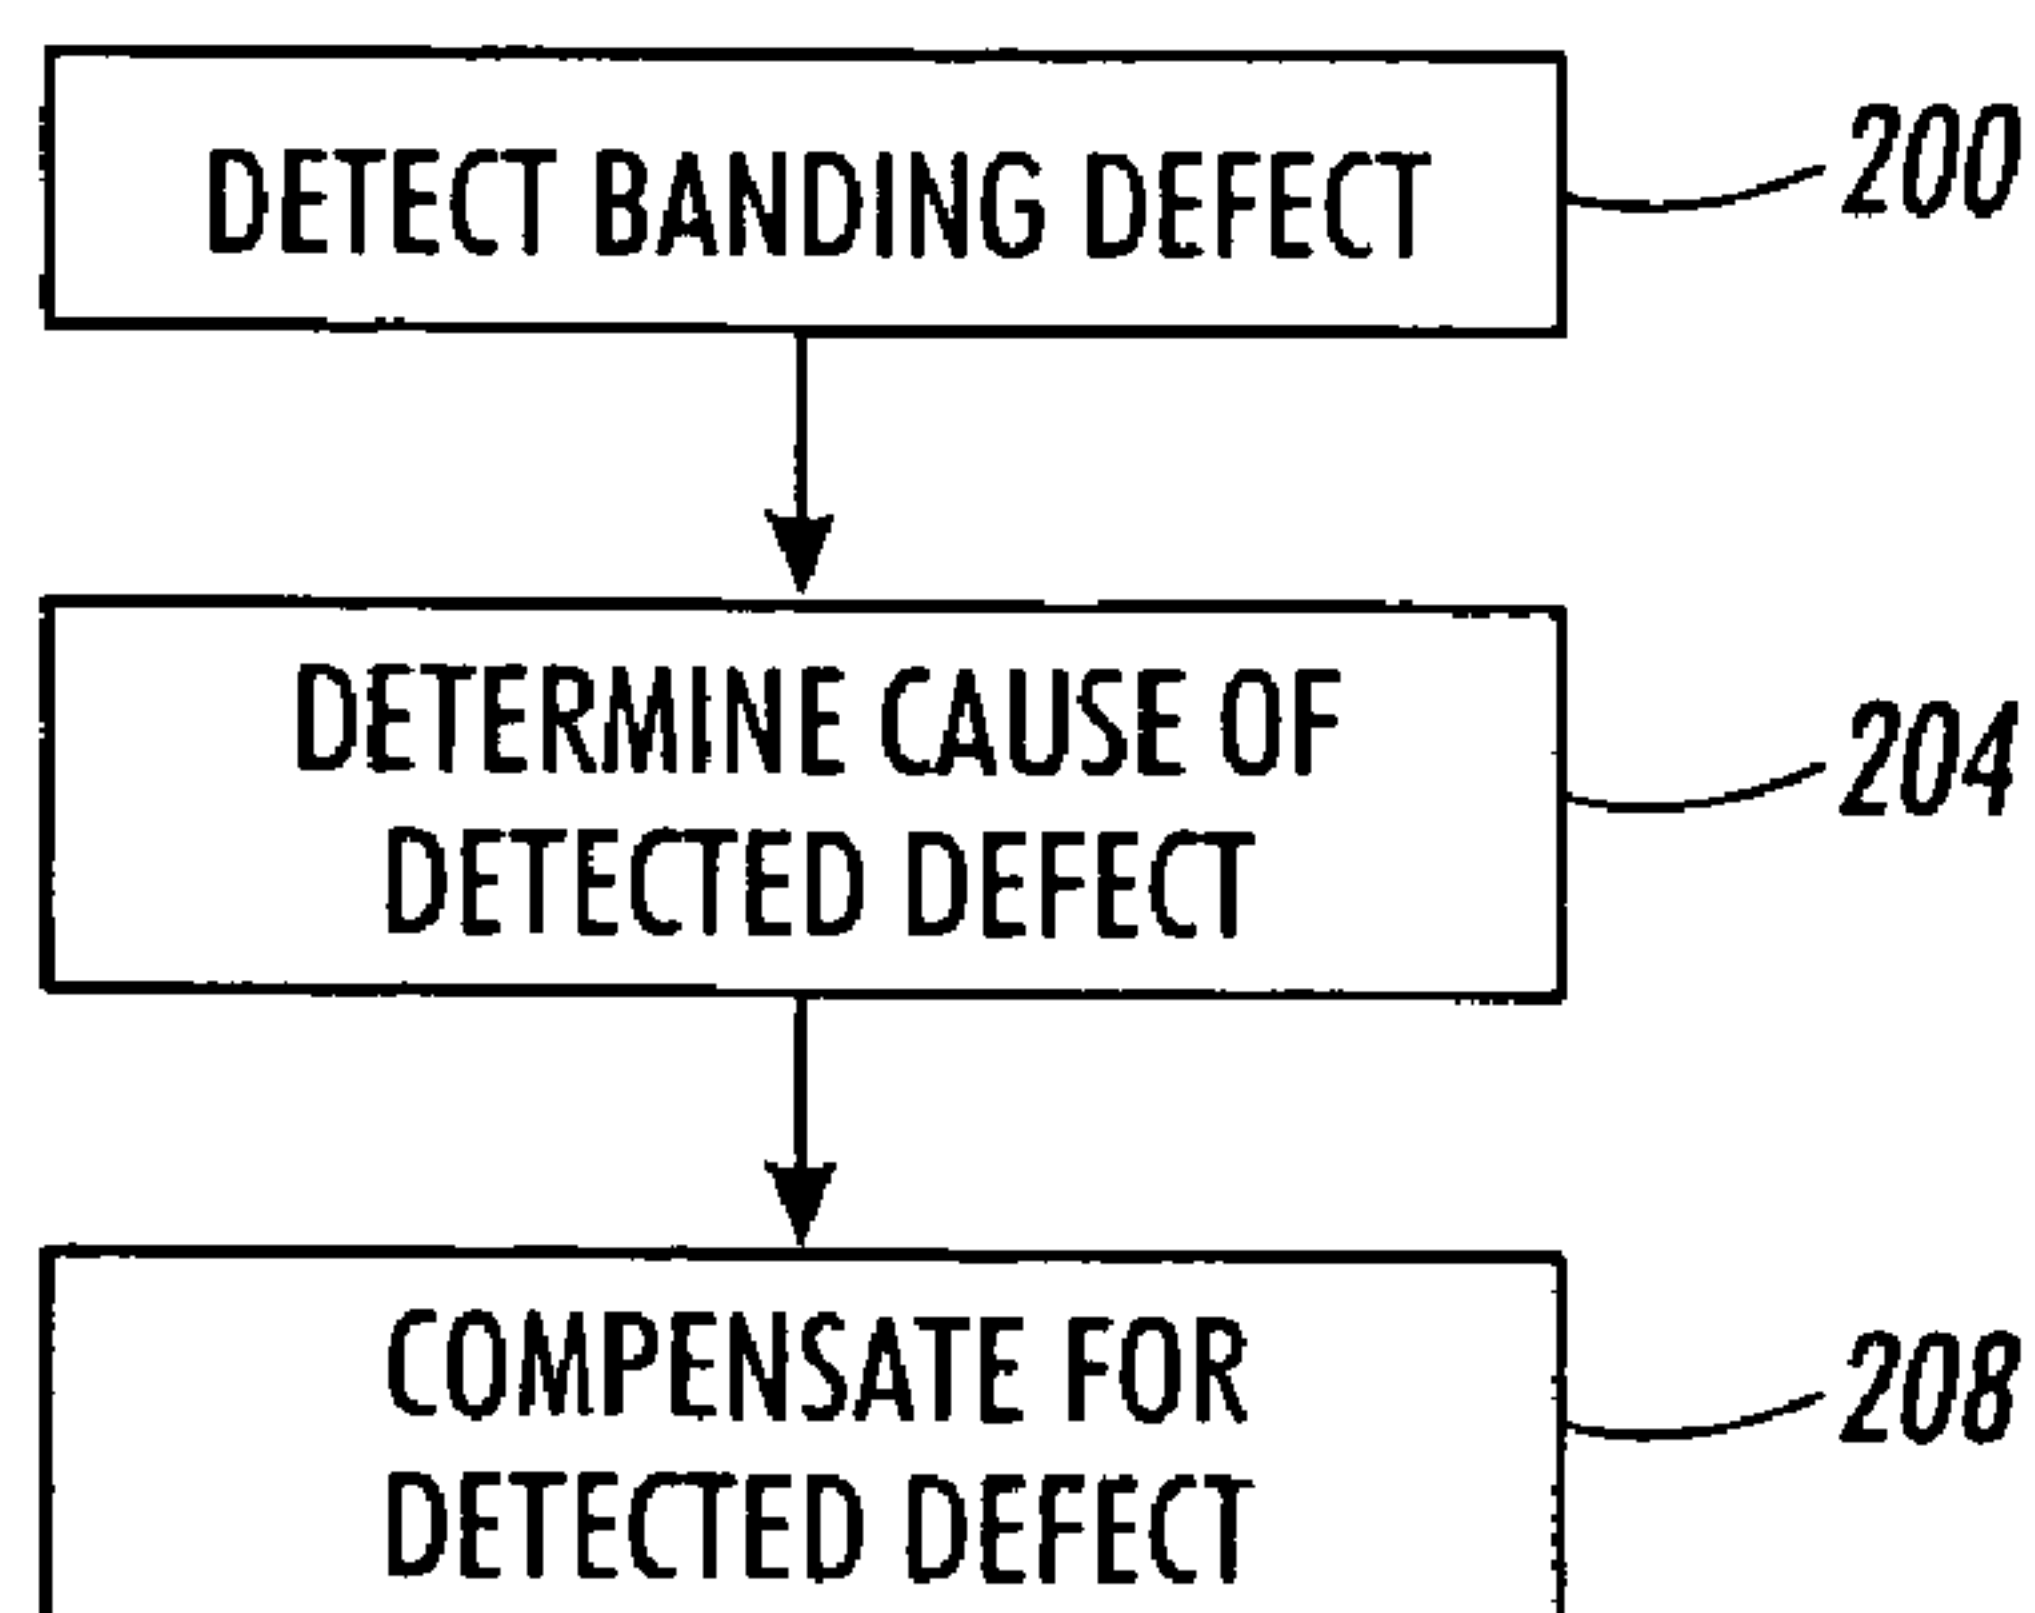 DETECT BANDING DEFECT
200
DETERMINE CAUSE OF
DETECTED DEFECT
204
COMPENSATE FOR
DETECTED DEFECT
208